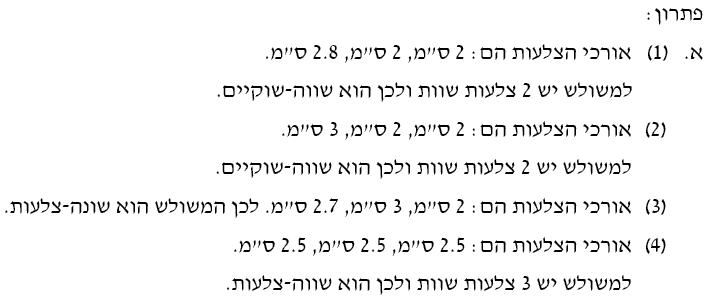 פתרון:
א. (1) אורכי הצלעות הם: 2 ס״מ, 2 ס״מ, 2.8 ס״מ.
למשולש יש 2 צלעות שוות ולכן הוא שווה-שוקיים.
(2) אורכי הצלעות הם: 2 ס״מ, 2 ס״מ, 3 ס״מ.
למשולש יש 2 צלעות שוות ולכן הוא שווה-שוקיים.
(3) אורכי הצלעות הם: 2 ס״מ, 3 ס״מ, 2.7 ס״מ. לכן המשולש הוא שונה-צלעות.
(4) אורכי הצלעות הם: 2.5 ס״מ, 2.5 ס״מ, 2.5 ס״מ.
למשולש יש 3 צלעות שוות ולכן הוא שווה-צלעות.